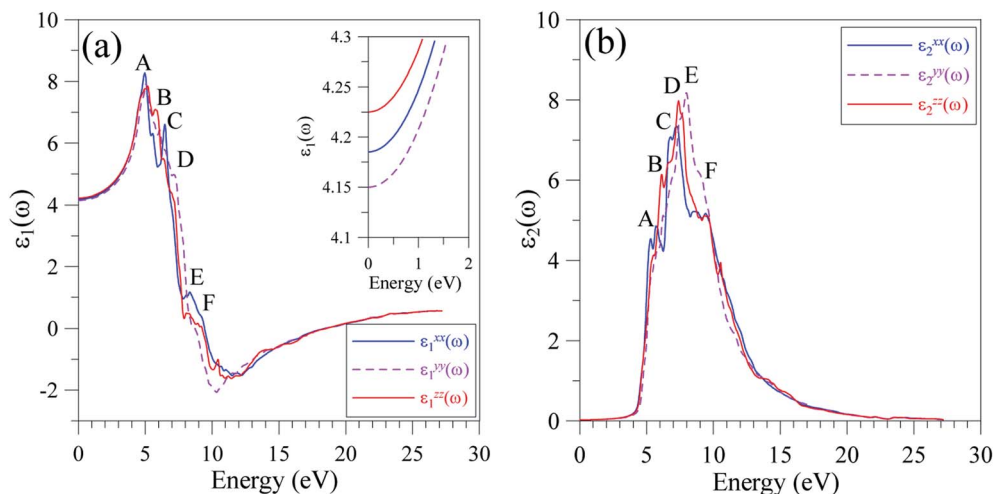 (a)
A
B
C
D
E
F
ε₁(ω)
10
8
6
4
2
0
-2
0 5 10 15 20 25 30
Energy (eV)
4.3
4.25
4.2
4.15
4.1
ε₁(ω)
0 1 2
Energy (eV)
ε₁ˣˣ(ω)
ε₁ʸʸ(ω)
ε₁ᶻᶻ(ω)
(b)
A
B
C
D
E
F
ε₂(ω)
10
8
6
4
2
0
0 5 10 15 20 25 30
Energy (eV)
ε₂ˣˣ(ω)
ε₂ʸʸ(ω)
ε₂ᶻᶻ(ω)